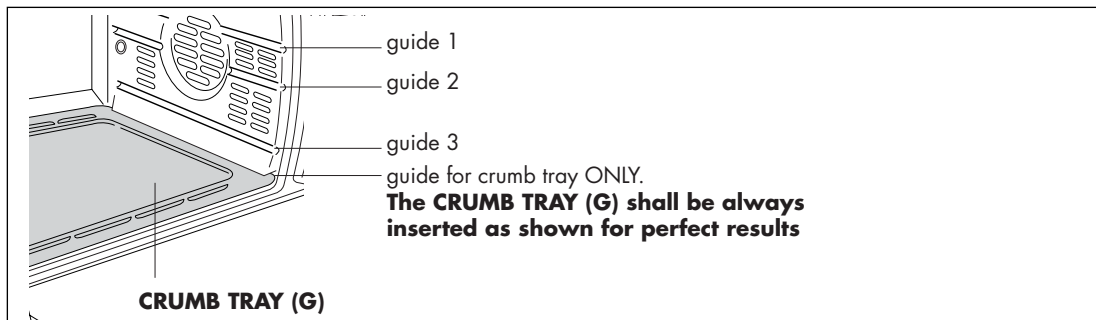 guide 1
guide 2
guide 3
guide for crumb tray ONLY.
The CRUMB TRAY (G) shall be always
inserted as shown for perfect results
CRUMB TRAY (G)